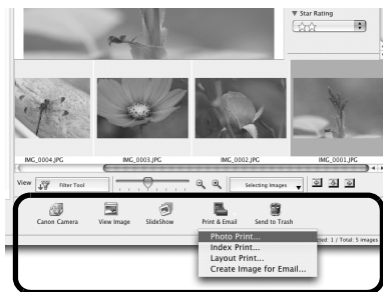 ▼ Star Rating
IMG_0004.JPG IMG_0003.JPG IMG_0002.JPG IMG_0001.JPG
View Filter Tool Selecting Images
Canon Camera View Image SlideShow Print & Email Send to Trash
Photo Print...
Index Print...
Layout Print...
Create Image for Email...
1 / Total: 5 images